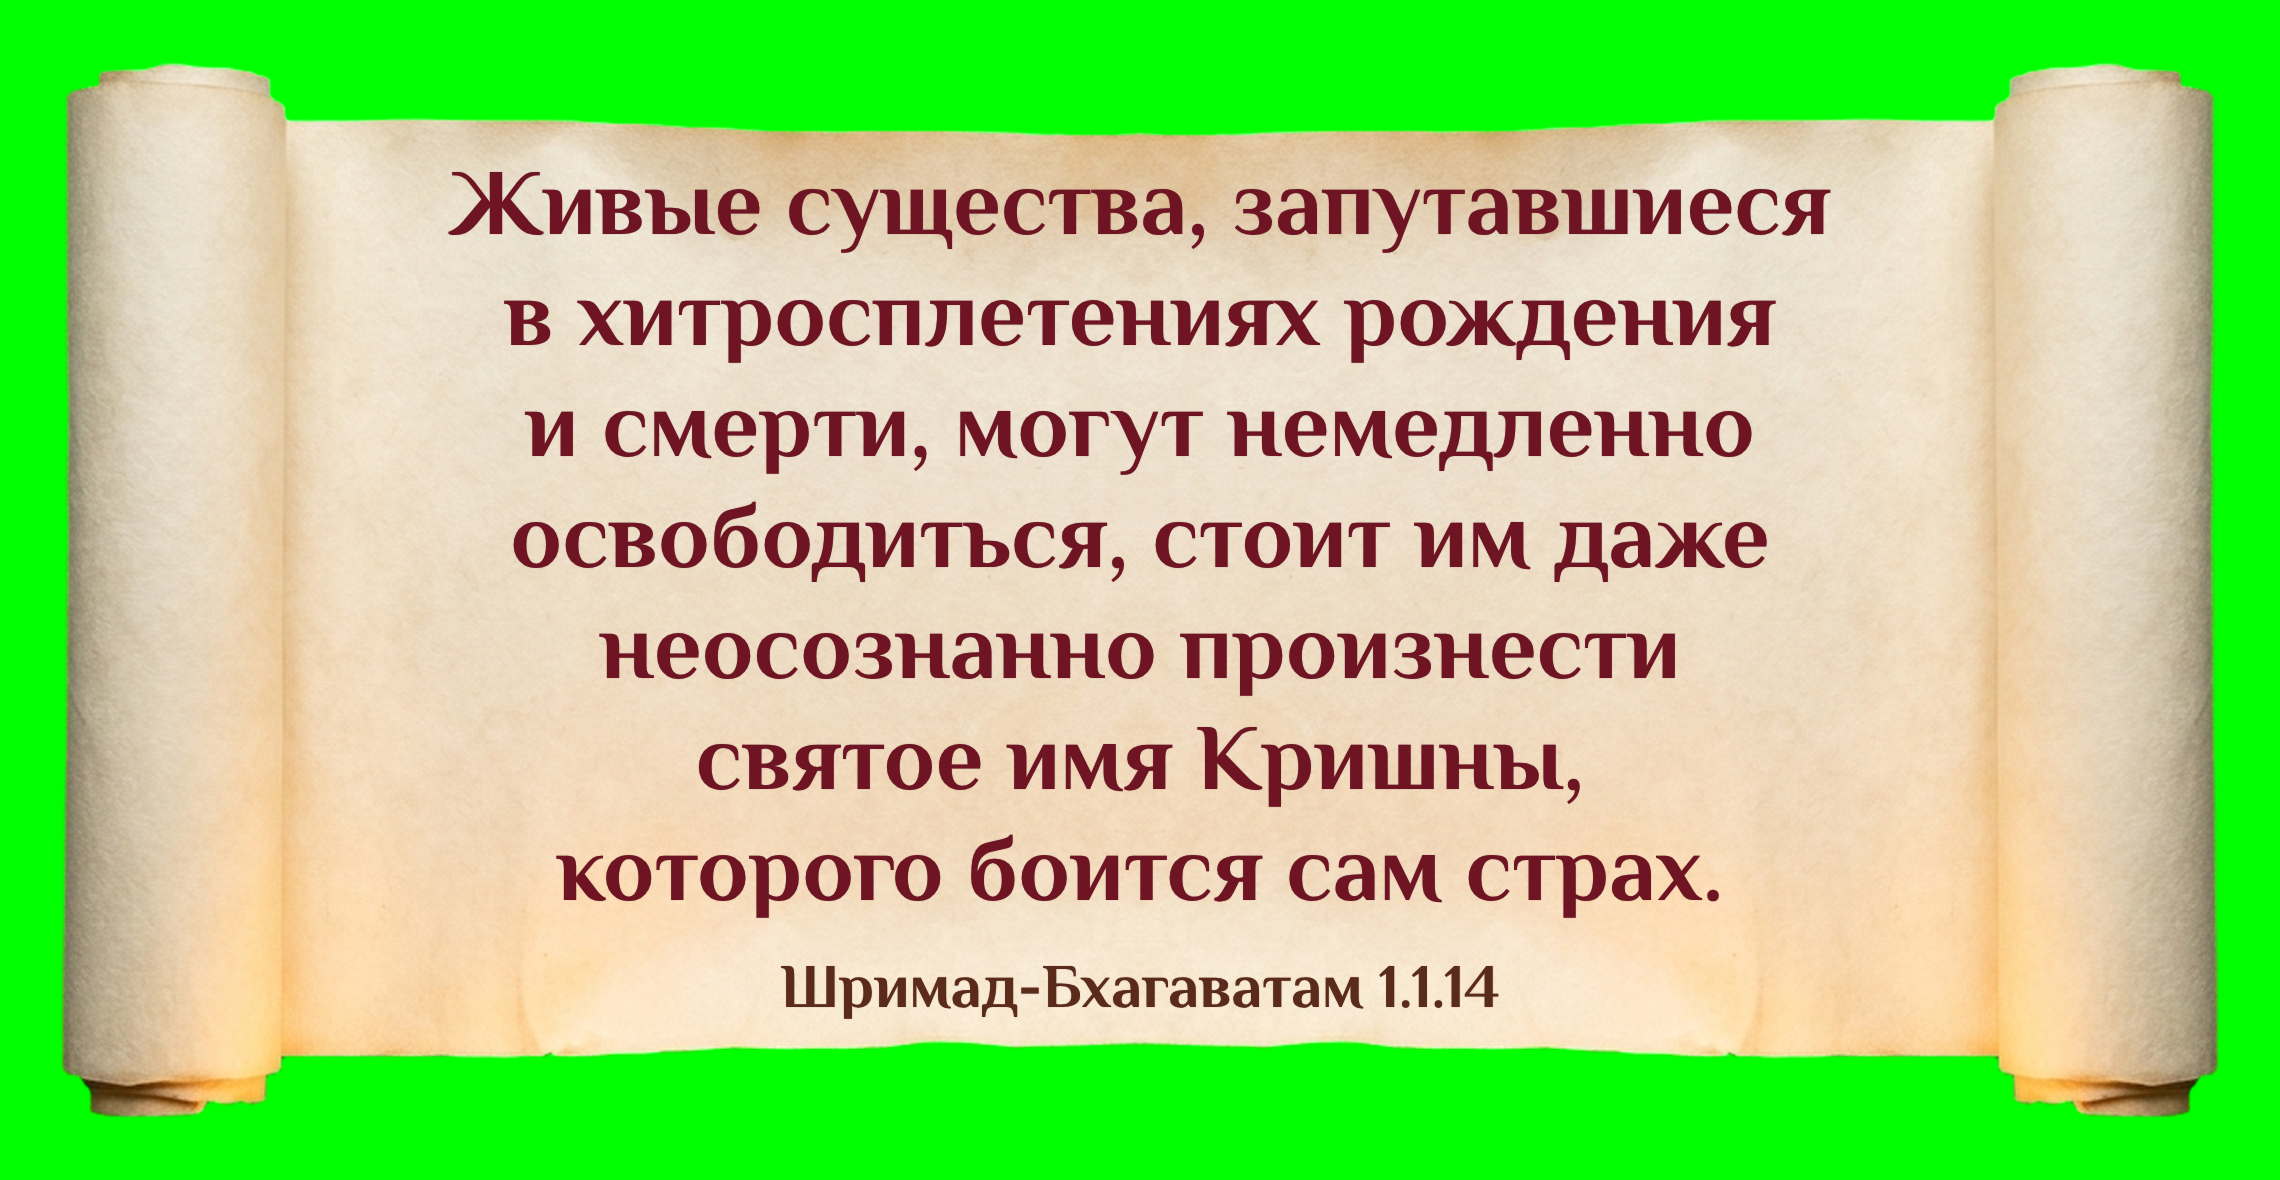 Живые существа, запутавшиеся
в хитросплетениях рождения
и смерти, могут немедленно
освободиться, стоит им даже
неосознанно произнести
святое имя Кришны,
которого боится сам страх.
Шримад-Бхагаватам 1.1.14